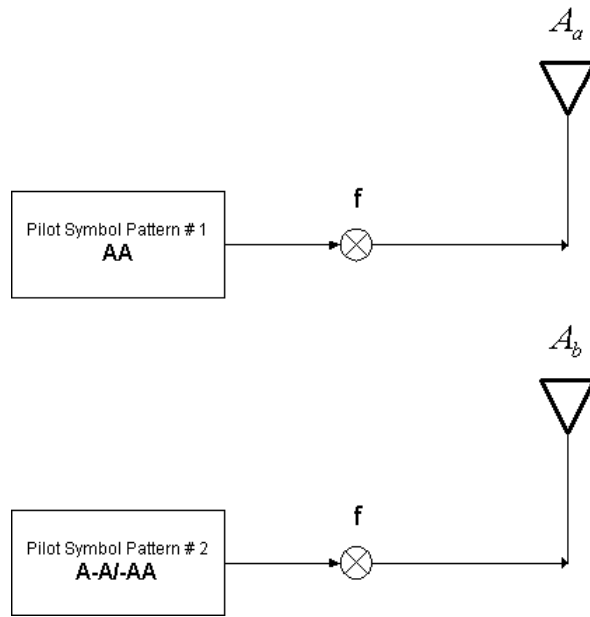 A_a
f
Pilot Symbol Pattern # 1
AA
A_b
f
Pilot Symbol Pattern # 2
A-A/-AA